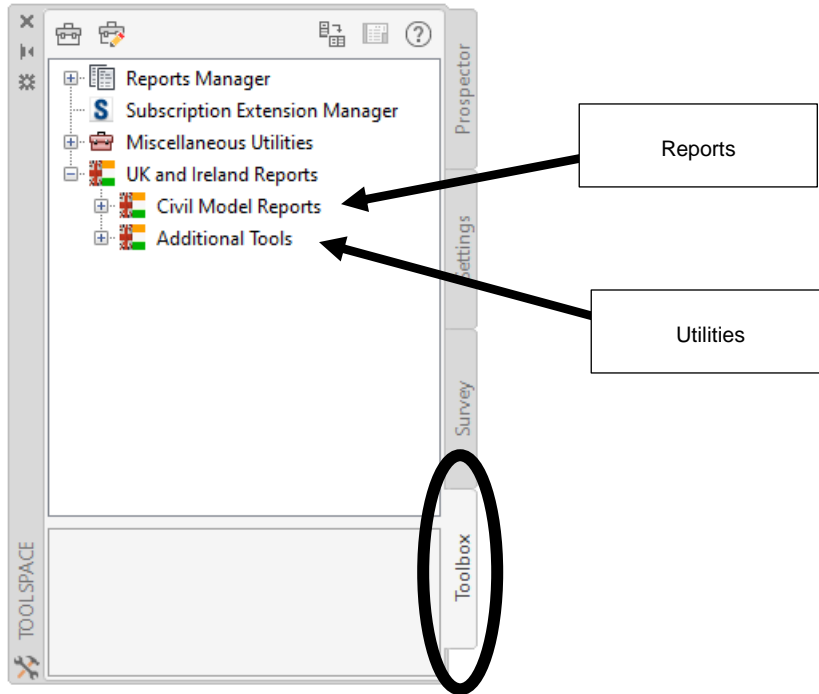 Reports Manager
S Subscription Extension Manager
Miscellaneous Utilities
UK and Ireland Reports
Civil Model Reports
Additional Tools
Prospector
Settings
Survey
Toolbox
TOOLSPACE
Reports
Utilities